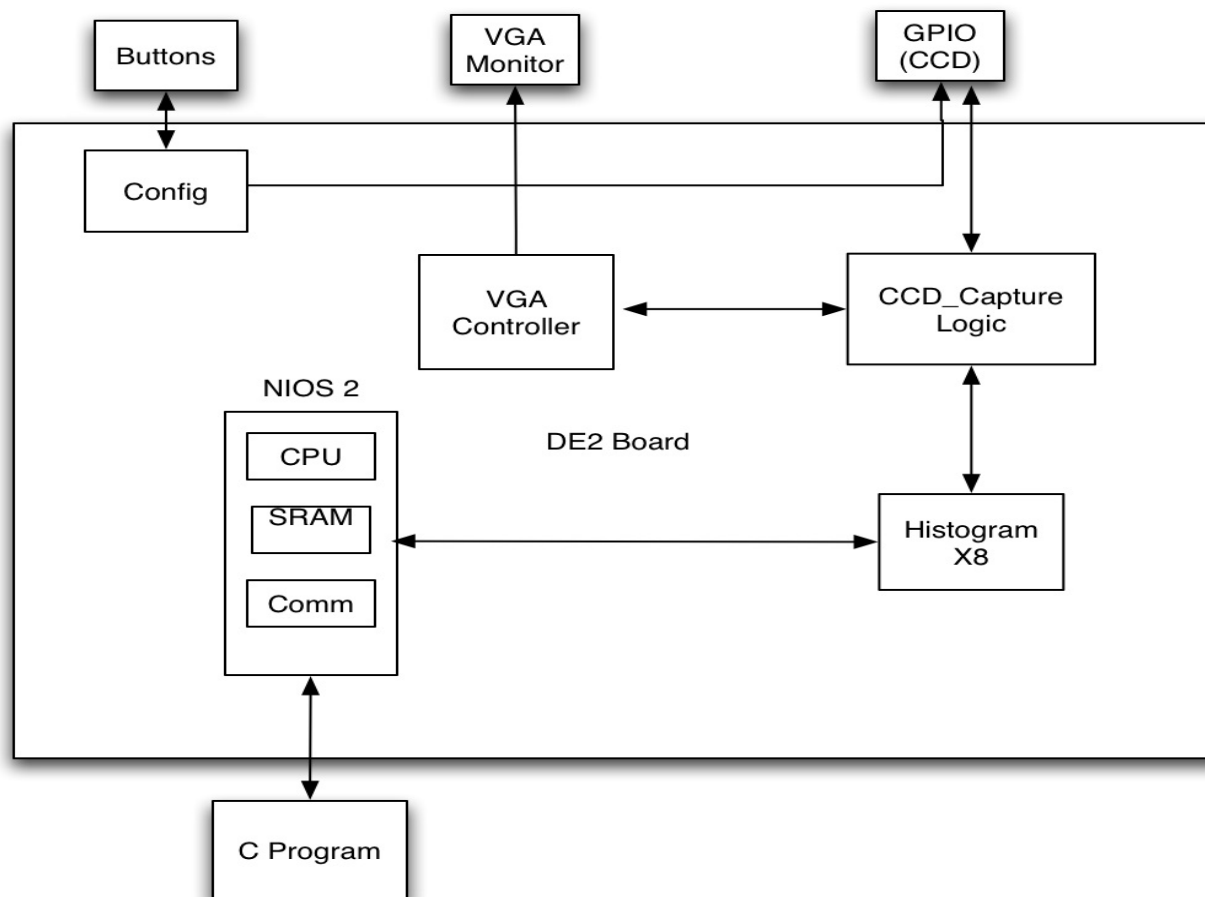 Buttons
VGA
Monitor
GPIO
(CCD)
Config
VGA
Controller
CCD_Capture
Logic
NIOS 2
CPU
SRAM
Comm
DE2 Board
Histogram
X8
C Program